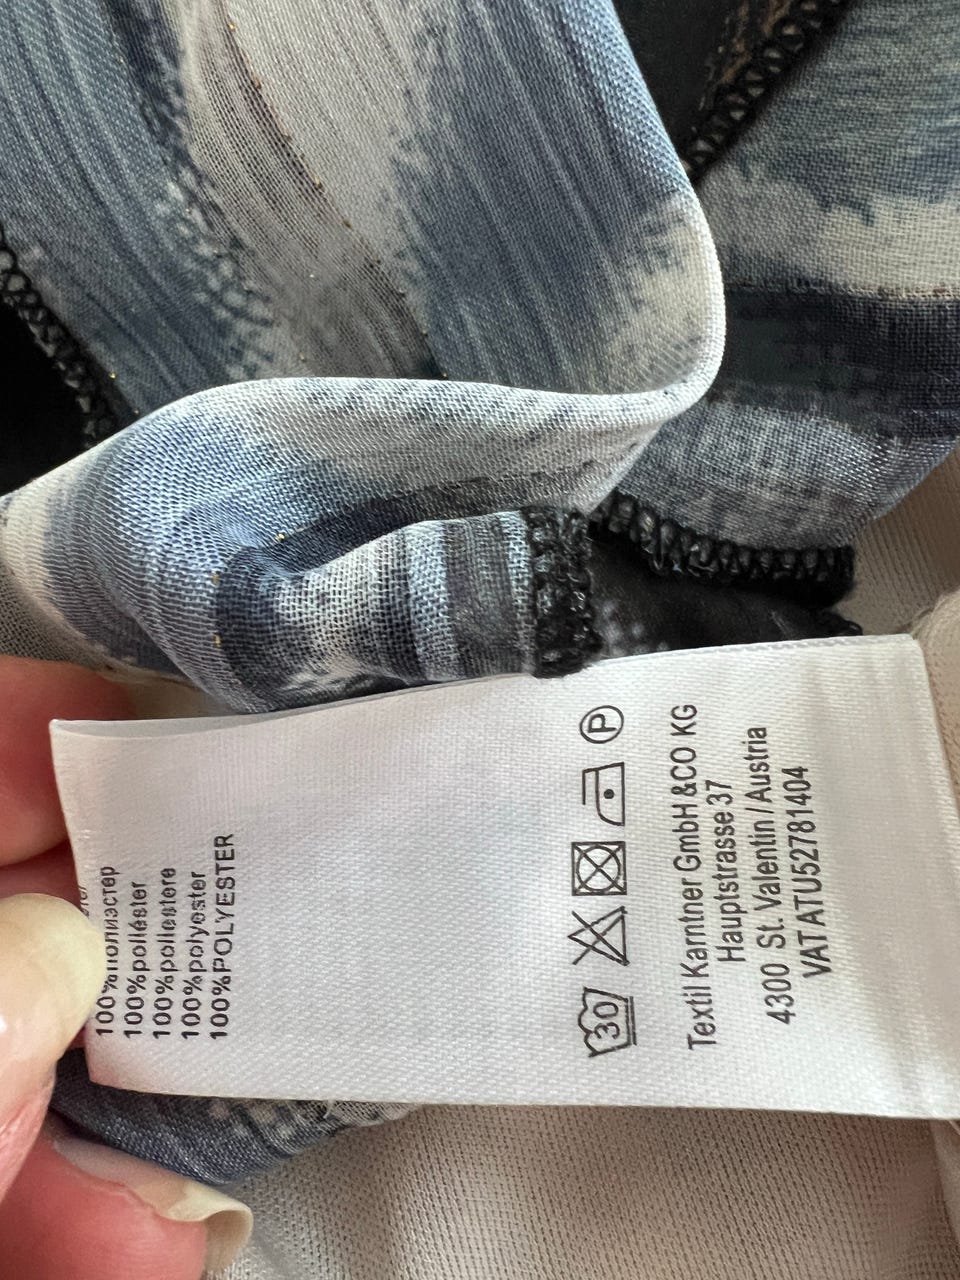 100%полиэстер
100%poliéster
100%poliestere
100%polyester
100%POLYESTER
30
P
Textil Karntner GmbH &CO KG
Hauptstrasse 37
4300 St. Valentin / Austria
VAT ATU52781404